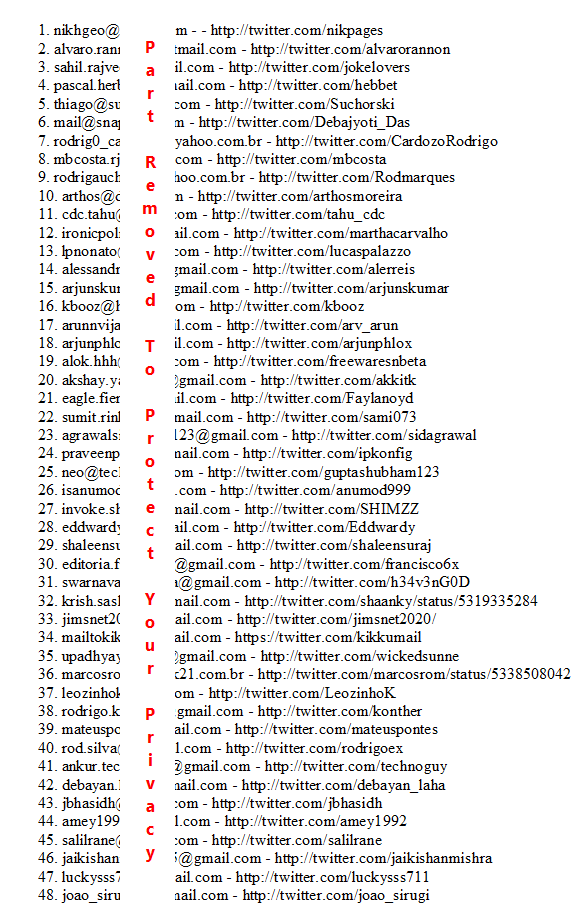 1. nikhgeo@ m - - http://twitter.com/nikpages
2. alvaro.rann tmail.com - http://twitter.com/alvarorannon
3. sahil.rajve il.com - http://twitter.com/jokelovers
4. pascal.herb ail.com - http://twitter.com/hebbet
5. thiago@su .com - http://twitter.com/Suchorski
6. mail@snap m - http://twitter.com/Debajyoti_Das
7. rodrig0_ca yahoo.com.br - http://twitter.com/CardozoRodrigo
8. mbcosta.rj com - http://twitter.com/mbcosta
9. rodrigauch hoo.com.br - http://twitter.com/Rodmarques
10. arthos@c m - http://twitter.com/arthosmoreira
11. cdc.tahu@ .com - http://twitter.com/tahu_cdc
12. ironicpol ail.com - http://twitter.com/marthacarvalho
13. lpnonato@ .com - http://twitter.com/lucaspalazzo
14. alessandr gmail.com - http://twitter.com/alerreis
15. arjunskur gmail.com - http://twitter.com/arjunskumar
16. kbooz@h om - http://twitter.com/kbooz
17. arunnvija il.com - http://twitter.com/arv_arun
18. arjunphlo il.com - http://twitter.com/arjunphlox
19. alok.hhh@ .com - http://twitter.com/freewaresnbeta
20. akshay.ya @gmail.com - http://twitter.com/akkitk
21. eagle.fier il.com - http://twitter.com/Faylanoyd
22. sumit.rinl mail.com - http://twitter.com/sami073
23. agrawals 123@gmail.com - http://twitter.com/sidagrawal
24. praveenp mail.com - http://twitter.com/ipkonfig
25. neo@tecl om - http://twitter.com/guptashubham123
26. isanumod .com - http://twitter.com/anumod999
27. invoke.sh mail.com - http://twitter.com/SHIMZZ
28. eddwardy ail.com - http://twitter.com/Eddwardy
29. shaleensu ail.com - http://twitter.com/shaleensuraj
30. editoria.f @gmail.com - http://twitter.com/francisco6x
31. swarnava @gmail.com - http://twitter.com/h34v3nG0D
32. krish.sasl mail.com - http://twitter.com/shaanky/status/5319335284
33. jimsnet20 ail.com - http://twitter.com/jimsnet2020/
34. mailtokik mail.com - https://twitter.com/kikkumail
35. upadhyay @gmail.com - http://twitter.com/wickedsunne
36. marcosror k21.com.br - http://twitter.com/marcosrom/status/5338508042
37. leozinhok om - http://twitter.com/LeozinhoK
38. rodrigo.k gmail.com - http://twitter.com/konther
39. mateuspo ail.com - http://twitter.com/mateuspontes
40. rod.silva@ l.com - http://twitter.com/rodrigoex
41. ankur.tec @gmail.com - http://twitter.com/technoguy
42. debayan.l mail.com - http://twitter.com/debayan_laha
43. jbhasidh@ .com - http://twitter.com/jbhasidh
44. amey199 l.com - http://twitter.com/amey1992
45. salilrane@ .com - http://twitter.com/salilrane
46. jaikishan 5@gmail.com - http://twitter.com/jaikishanmishra
47. luckysss7 ail.com - http://twitter.com/luckysss711
48. joao_siru mail.com - http://twitter.com/joao_sirugi
Part Removed To Protect Your Privacy